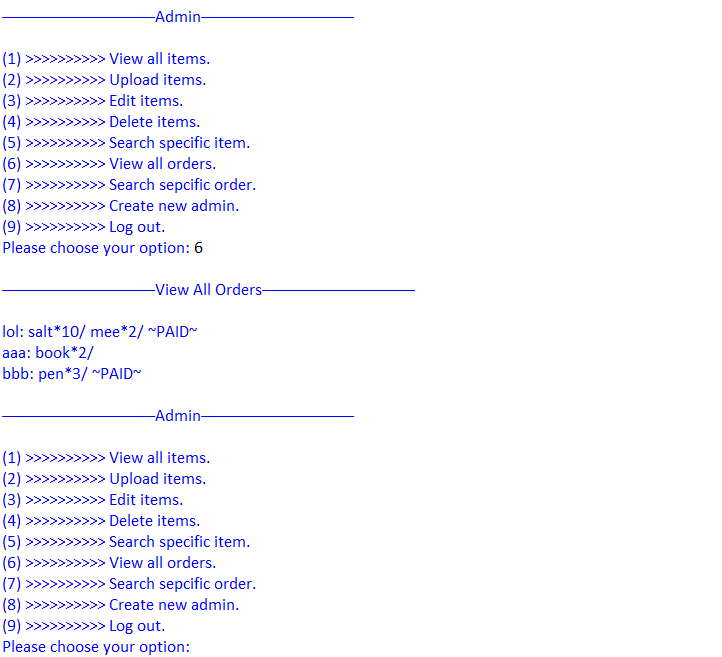 ———————————Admin———————————
(1) >>>>>>>>>> View all items.
(2) >>>>>>>>>> Upload items.
(3) >>>>>>>>>> Edit items.
(4) >>>>>>>>>> Delete items.
(5) >>>>>>>>>> Search specific item.
(6) >>>>>>>>>> View all orders.
(7) >>>>>>>>>> Search sepcific order.
(8) >>>>>>>>>> Create new admin.
(9) >>>>>>>>>> Log out.
Please choose your option: 6
———————————View All Orders———————————
lol: salt*10/ mee*2/ ~PAID~
aaa: book*2/
bbb: pen*3/ ~PAID~
———————————Admin———————————
(1) >>>>>>>>>> View all items.
(2) >>>>>>>>>> Upload items.
(3) >>>>>>>>>> Edit items.
(4) >>>>>>>>>> Delete items.
(5) >>>>>>>>>> Search specific item.
(6) >>>>>>>>>> View all orders.
(7) >>>>>>>>>> Search sepcific order.
(8) >>>>>>>>>> Create new admin.
(9) >>>>>>>>>> Log out.
Please choose your option: